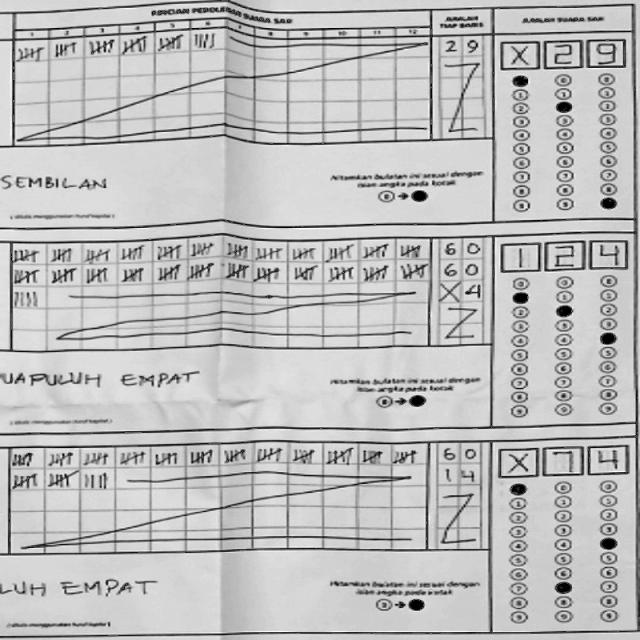 RINCIAN PEROLEHAN SUARA SAH
JUMLAH TIAP BARIS
JUMLAH SUARA SAH
1 2 3 4 5 6 7 8 9 10 11 12
2 9
X 2 9
SEMBILAN
Hitamkan bulatan ini sesuai dengan
isian angka pada kotak
( ditulis menggunakan huruf kapital )
6 0
6 0
X 4
1 2 4
UAPULUH EMPAT
Hitamkan bulatan ini sesuai dengan
isian angka pada kotak
( ditulis menggunakan huruf kapital )
6 0
1 4
X 7 4
LUH EMPAT
Hitamkan bulatan ini sesuai dengan
isian angka pada kotak
( ditulis menggunakan huruf kapital )